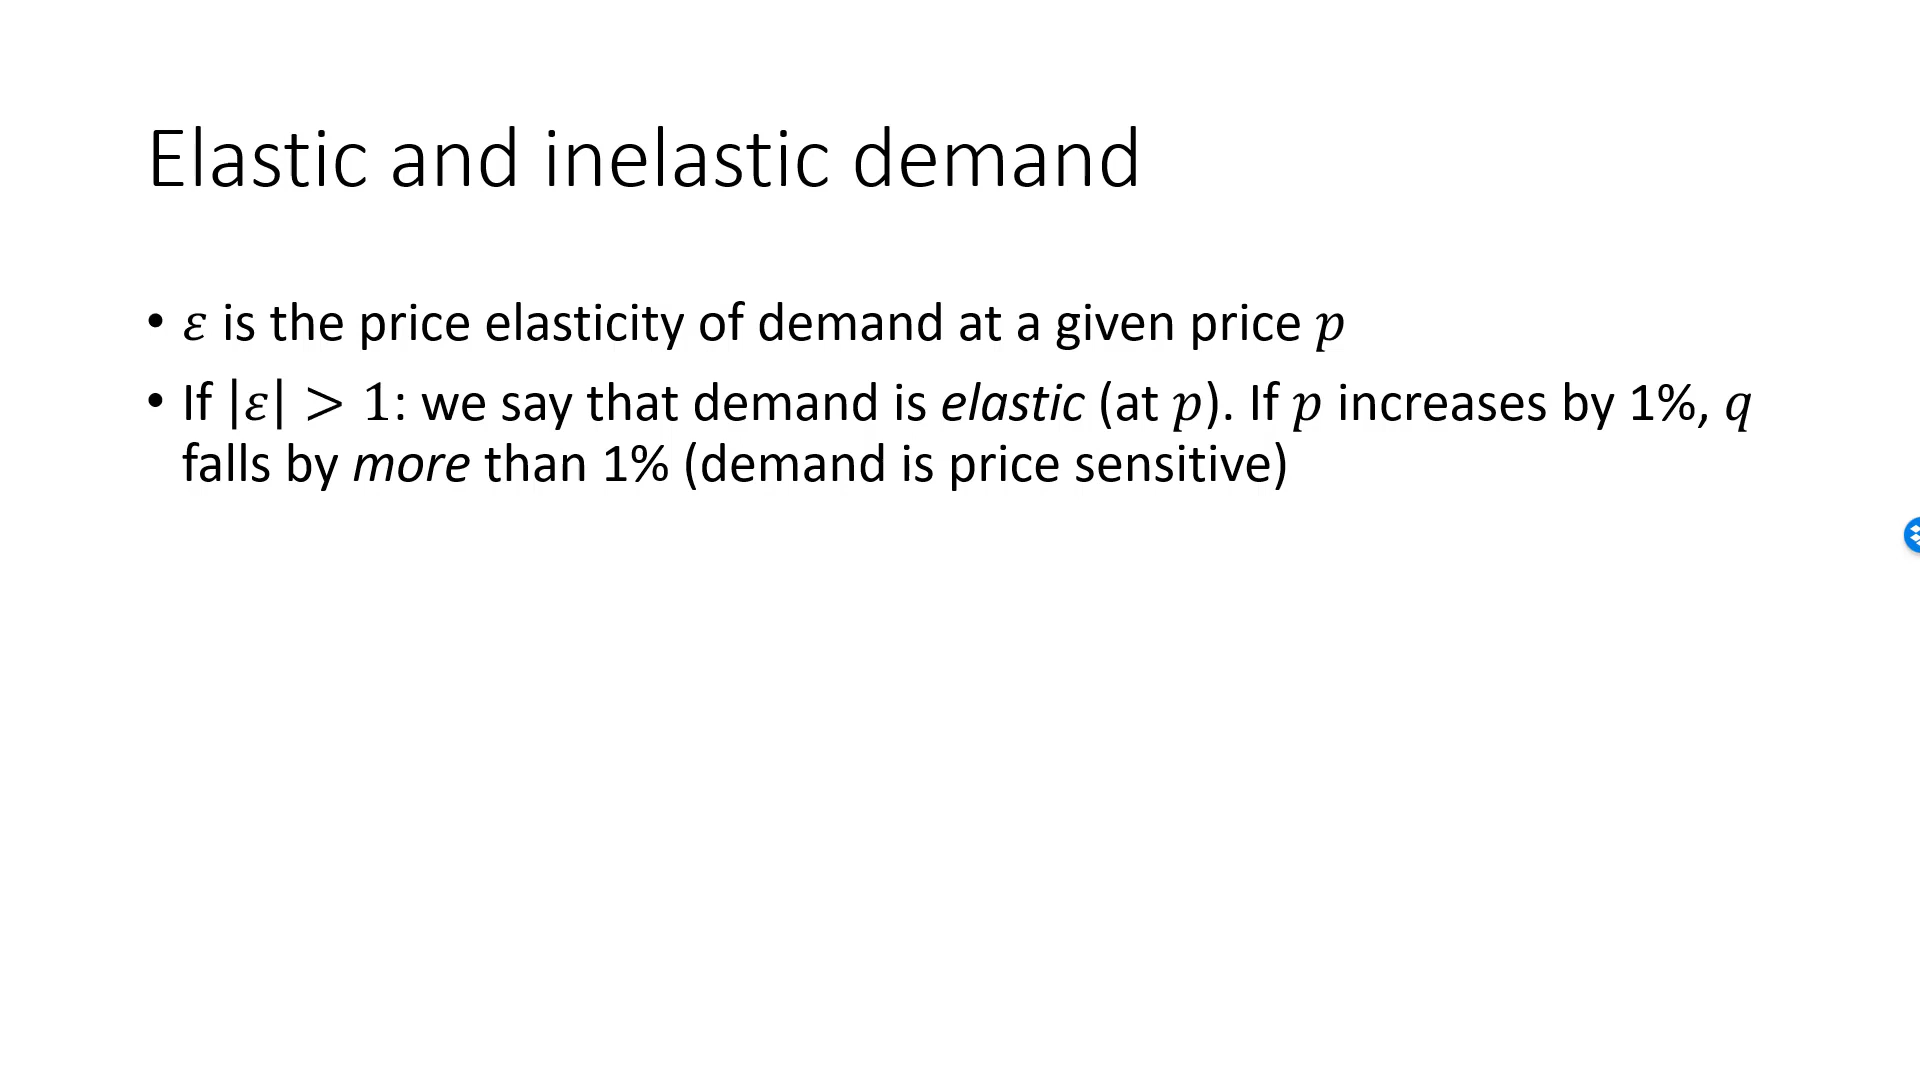 Elastic and inelastic demand
• 𝜀 is the price elasticity of demand at a given price 𝑝
• If |𝜀| > 1: we say that demand is elastic (at 𝑝). If 𝑝 increases by 1%, 𝑞
falls by more than 1% (demand is price sensitive)